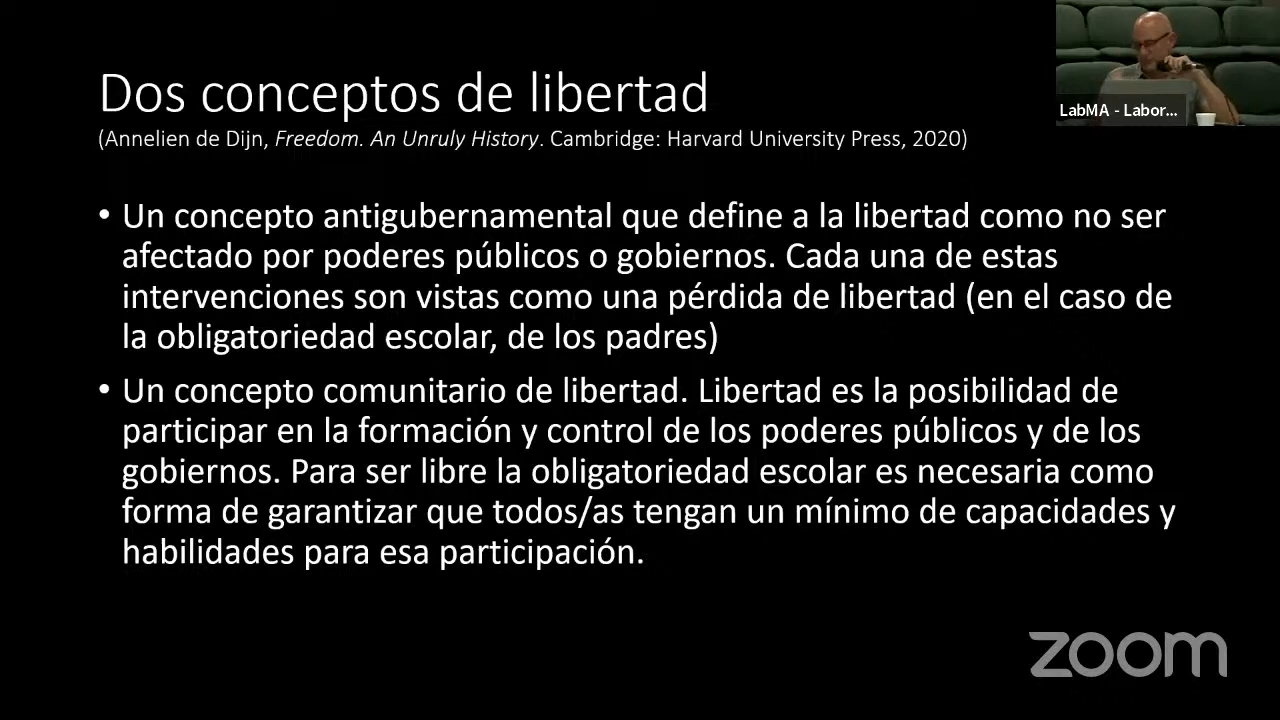 Dos conceptos de libertad
(Annelien de Dijn, Freedom. An Unruly History. Cambridge: Harvard University Press, 2020)
LabMA - Labor...
• Un concepto antigubernamental que define a la libertad como no ser
afectado por poderes públicos o gobiernos. Cada una de estas
intervenciones son vistas como una pérdida de libertad (en el caso de
la obligatoriedad escolar, de los padres)
• Un concepto comunitario de libertad. Libertad es la posibilidad de
participar en la formación y control de los poderes públicos y de los
gobiernos. Para ser libre la obligatoriedad escolar es necesaria como
forma de garantizar que todos/as tengan un mínimo de capacidades y
habilidades para esa participación.
zoom